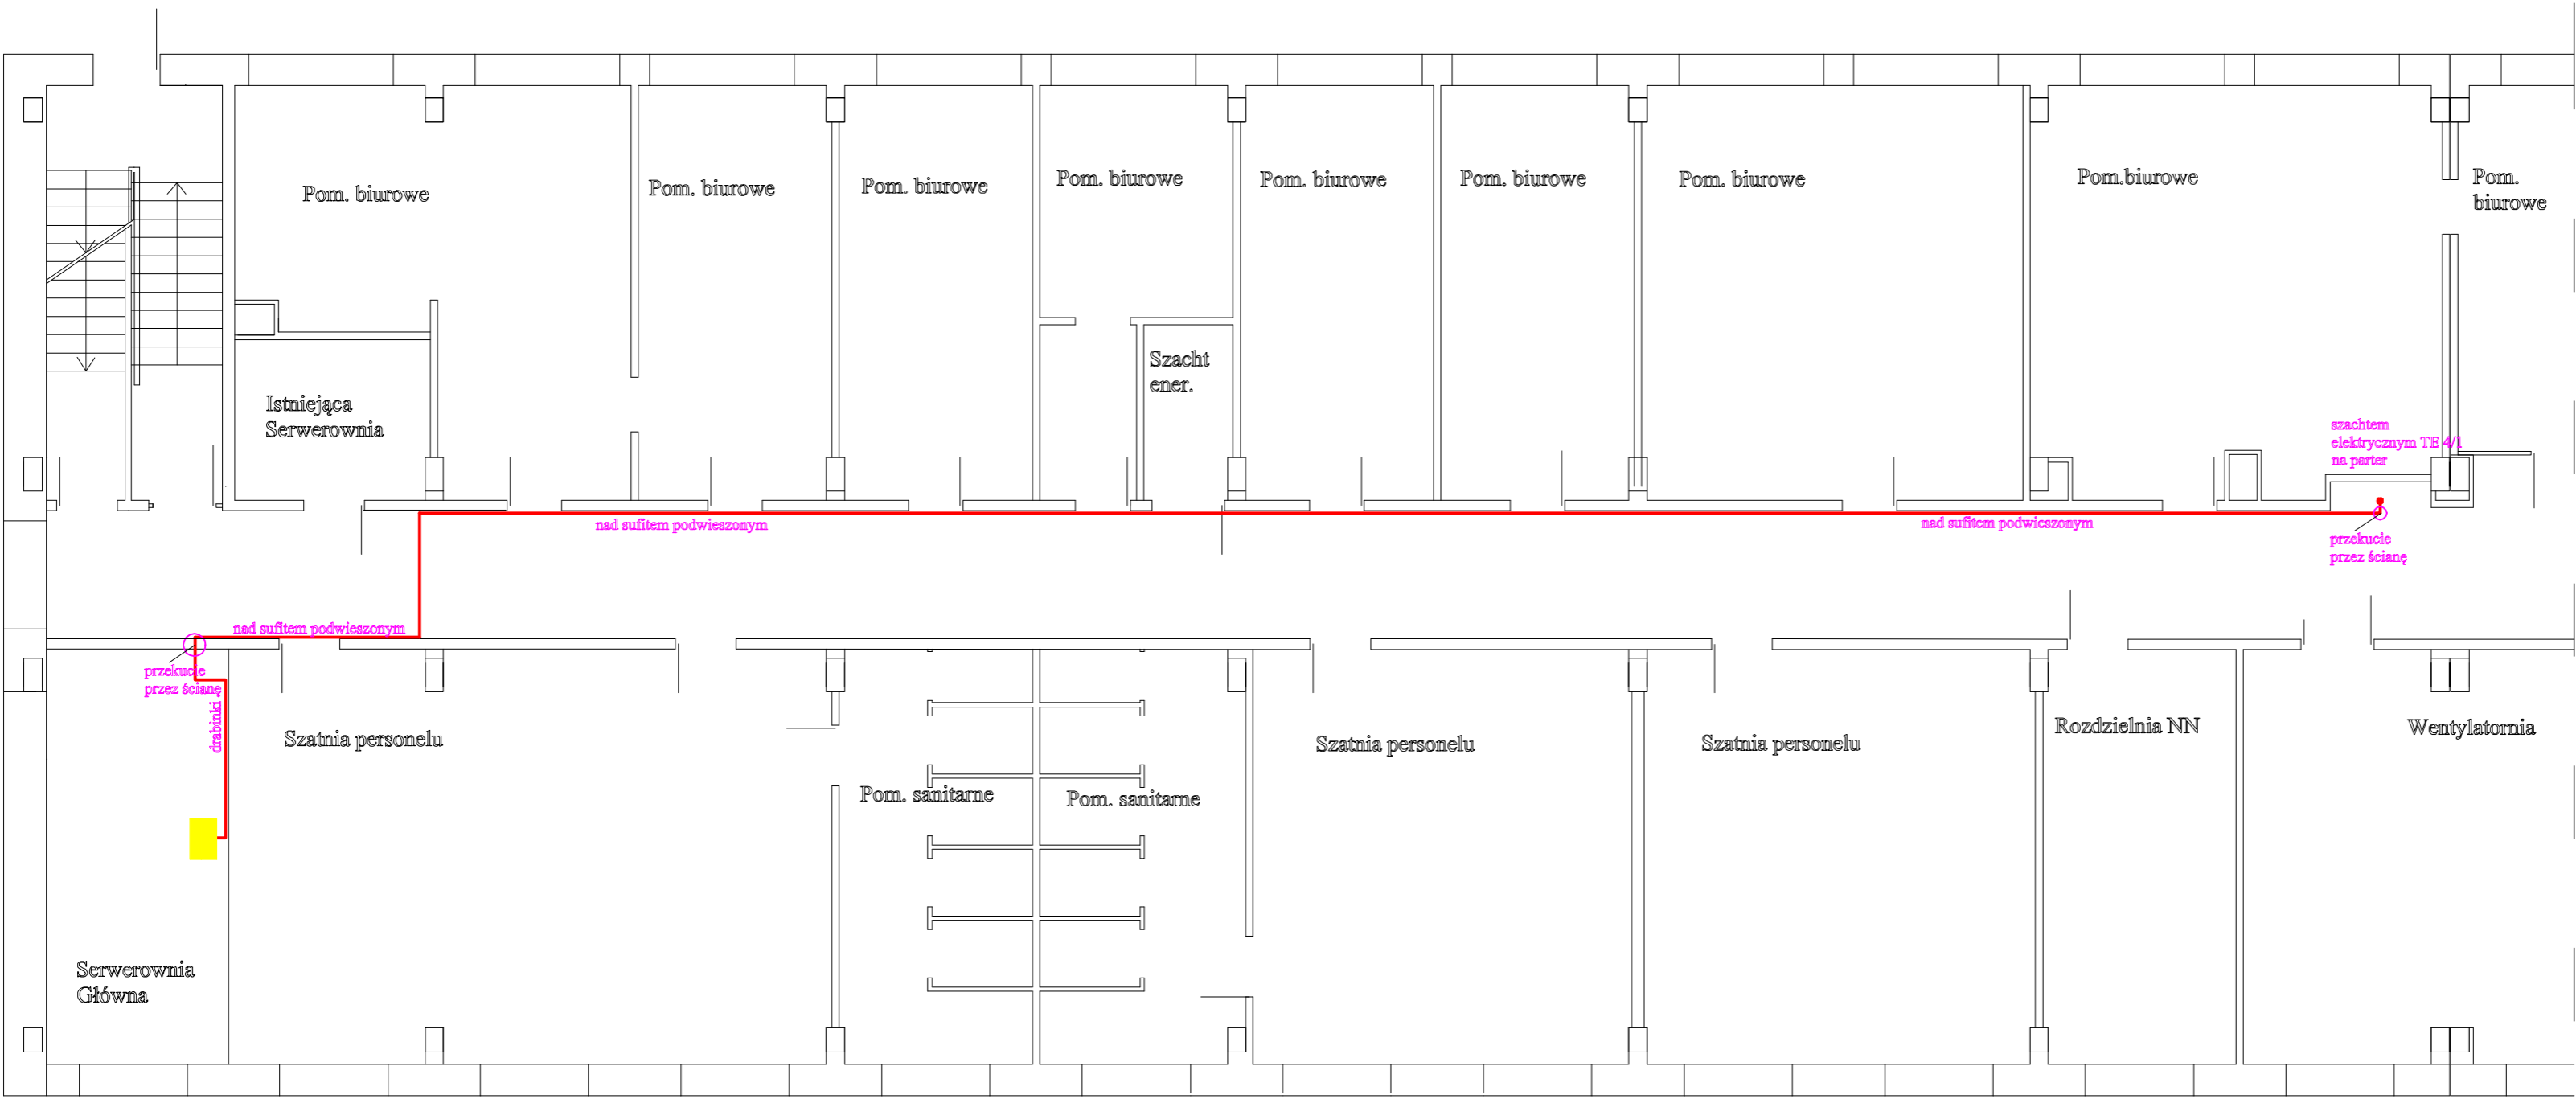 Pom. biurowe
Pom. biurowe
Pom. biurowe
Pom. biurowe
Pom. biurowe
Pom. biurowe
Pom. biurowe
Pom.biurowe
Pom.
biurowe
Szacht
ener.
Istniejąca
Serwerownia
szachtem
elektrycznym TE 4/1
na parter
nad sufitem podwieszonym
nad sufitem podwieszonym
przekucie
przez ścianę
nad sufitem podwieszonym
przekucie
przez ścianę
drabinki
Szatnia personelu
Szatnia personelu
Szatnia personelu
Rozdzielnia NN
Wentylatornia
Pom. sanitarne
Pom. sanitarne
Serwerownia
Główna